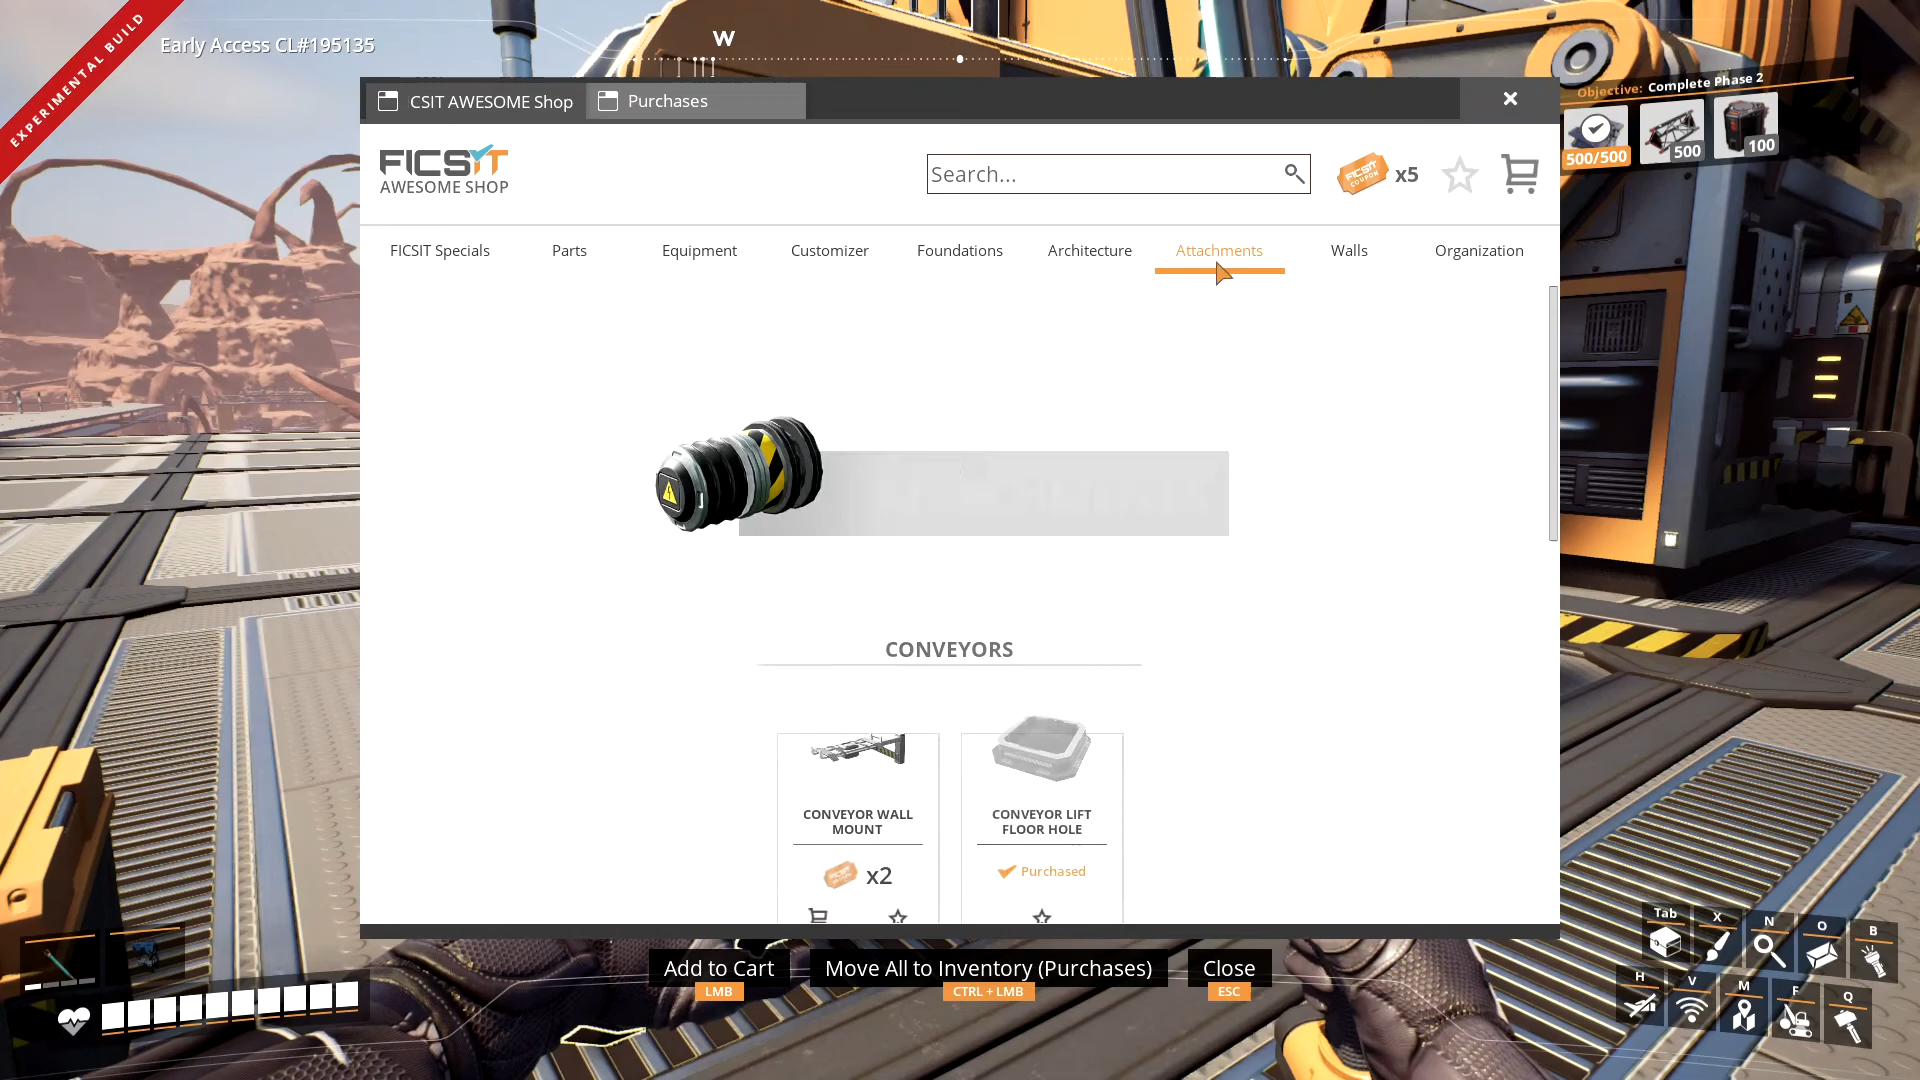 EXPERIMENTAL BUILD
Early Access CL#195135
W
Objective: Complete Phase 2
500/500
500
100
CSIT AWESOME Shop
Purchases
FICSIT
AWESOME SHOP
Search...
FICSIT
COUPON
x5
FICSIT Specials
Parts
Equipment
Customizer
Foundations
Architecture
Attachments
Walls
Organization
CONVEYORS
CONVEYOR WALL
MOUNT
x2
CONVEYOR LIFT
FLOOR HOLE
Purchased
Add to Cart
LMB
Move All to Inventory (Purchases)
CTRL + LMB
Close
ESC
Tab
X
N
O
B
H
V
M
F
Q